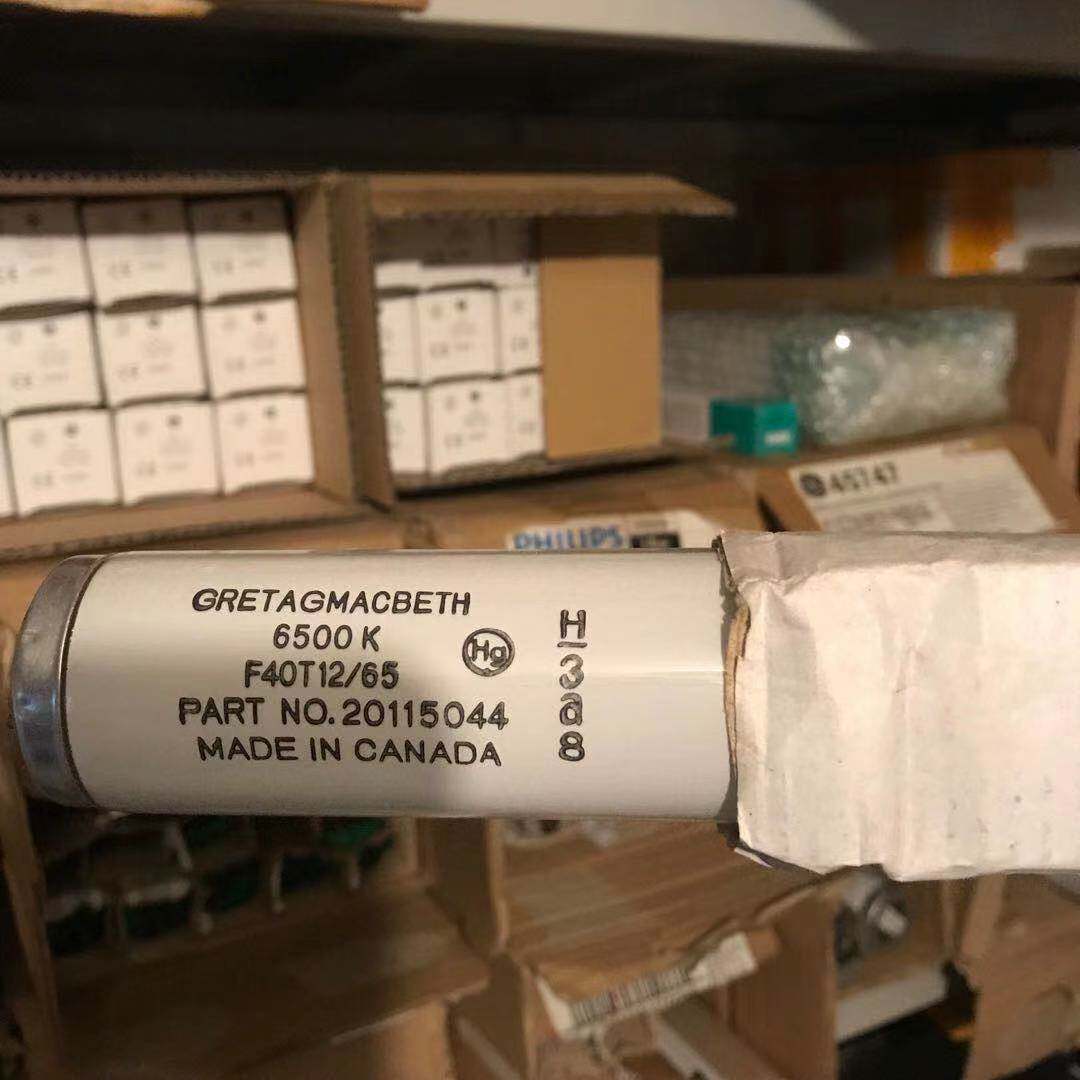 PHILIPS
45747
GRETAGMACBETH
6500 K
F40T12/65
PART NO. 20115044
MADE IN CANADA
Hg
H
3
a
8